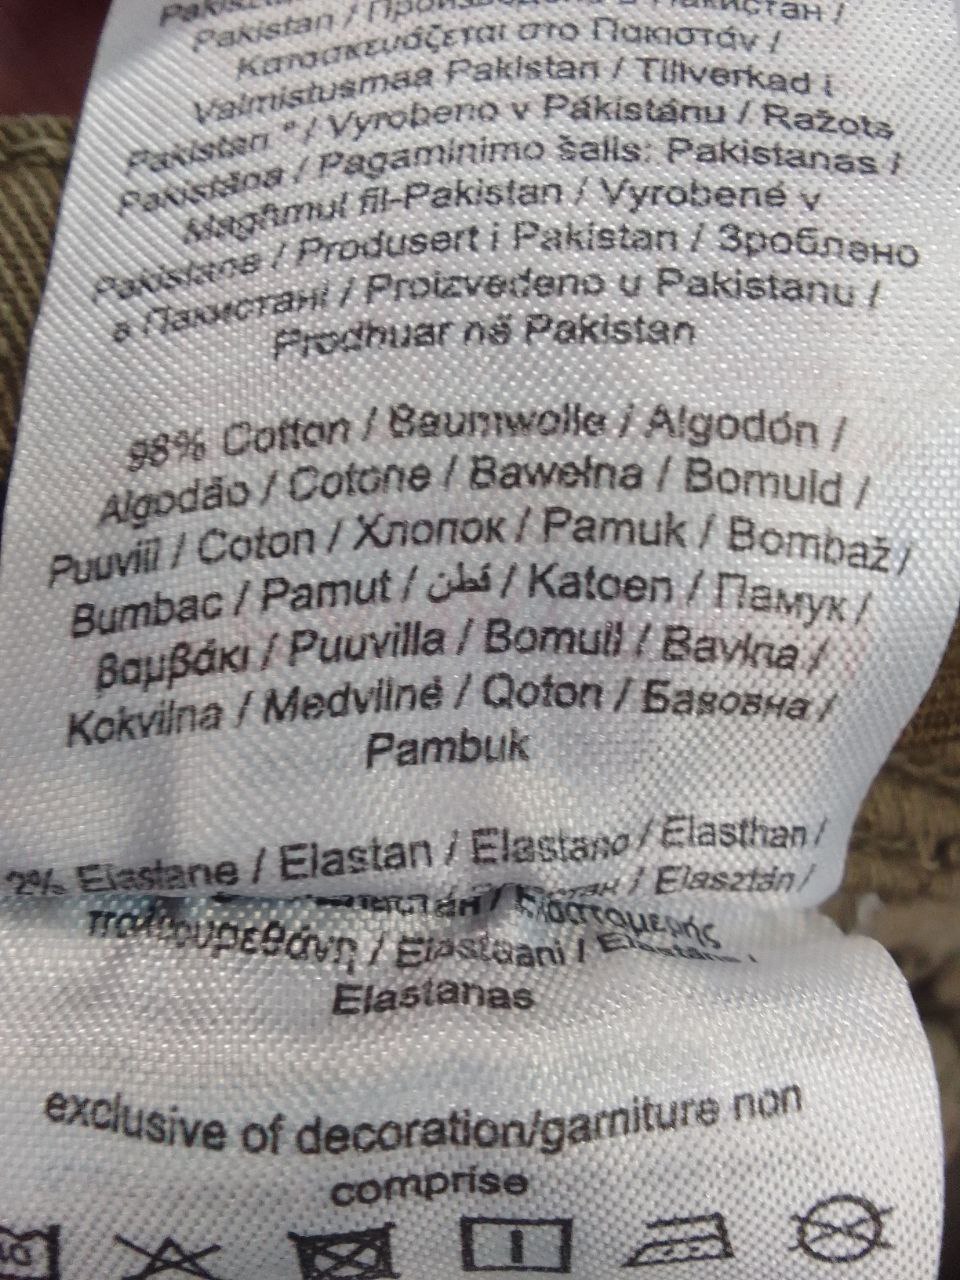 Pakistan / Произведено в Пакистан /
Κατασκευάζεται στο Πακιστάν /
Valmistusmaa Pakistan / Tillverkad i
Pakistan * / Vyrobeno v Pákistánu / Ražots
Pakistāna / Pagaminimo šalis: Pakistanas /
Magħmul fil-Pakistan / Vyrobené v
Pakistane / Produsert i Pakistan / Зроблено
в Пакистані / Proizvedeno u Pakistanu /
Prodhuar në Pakistan
98% Cotton / Baumwolle / Algodón /
Algodão / Cotone / Bawełna / Bomuld /
Puuvill / Coton / Хлопок / Pamuk / Bombaž /
Bumbac / Pamut / قطن / Katoen / Памук /
Βαμβάκι / Puuvilla / Bomull / Bavlna /
Kokvilna / Medvilnė / Qoton / Бавовна /
Pambuk
2% Elastane / Elastan / Elastano / Elasthan /
/ Elasztán /
Ελαστομερής
πολυουρεθάνη / Elastaani /
Elastanas
exclusive of decoration/garniture non
comprise